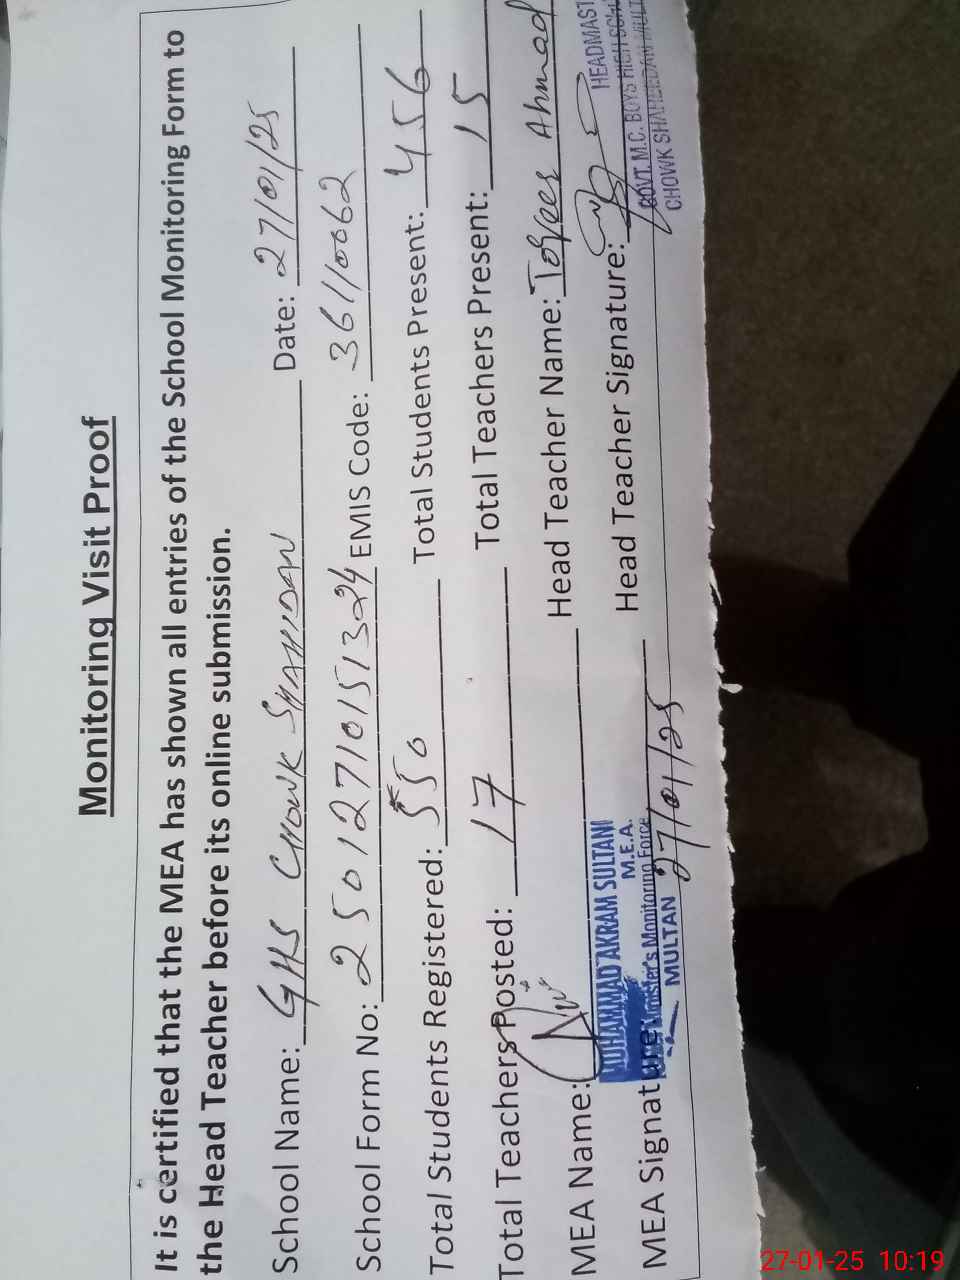 Monitoring Visit Proof
It is certified that the MEA has shown all entries of the School Monitoring Form to
the Head Teacher before its online submission.
School Name: GHS CHOWK SHAHIDAN Date: 27/01/25
School Form No: 25012710151324 EMIS Code: 36110062
Total Students Registered: 550 Total Students Present: 456
Total Teachers Posted: 17 Total Teachers Present: 15
MEA Name: Head Teacher Name: Ahmad
MUHAMMAD AKRAM SULTANI
M.E.A.
Minister's Monitoring Force
MULTAN
MEA Signature: 27/01/25 Head Teacher Signature:
HEADMAST
GOVT. M.C. BOYS HIGH SCH
CHOWK SHAHEEDAN MULT
27-01-25 10:19